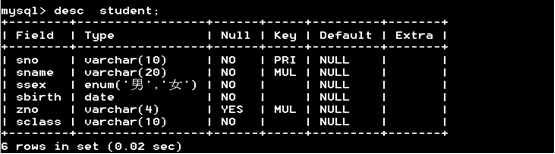 mysql> desc  student;
+---------+----------------+------+-----+---------+-------+
| Field   | Type           | Null | Key | Default | Extra |
+---------+----------------+------+-----+---------+-------+
| sno     | varchar(10)    | NO   | PRI | NULL    |       |
| sname   | varchar(20)    | NO   | MUL | NULL    |       |
| ssex    | enum('男','女') | NO   |     | NULL    |       |
| sbirth  | date           | NO   |     | NULL    |       |
| zno     | varchar(4)     | YES  | MUL | NULL    |       |
| sclass  | varchar(10)    | NO   |     | NULL    |       |
+---------+----------------+------+-----+---------+-------+
6 rows in set (0.02 sec)